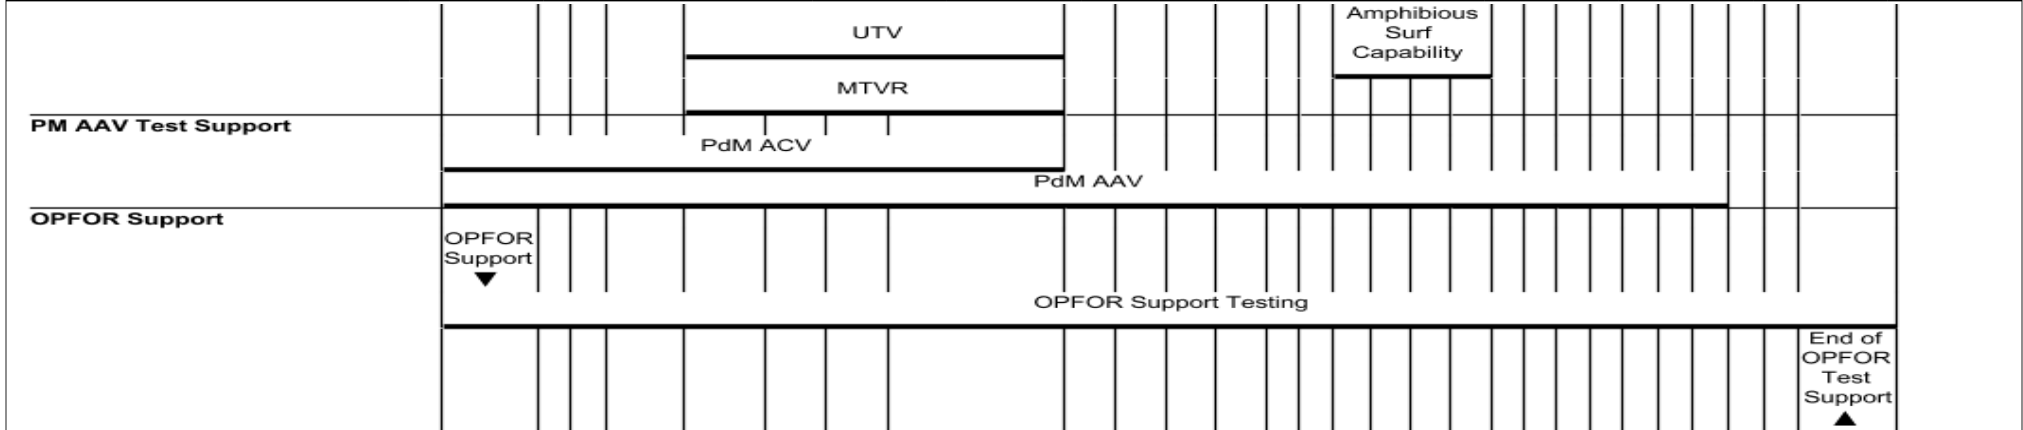 Amphibious
Surf
Capability
UTV
MTVR
PM AAV Test Support
PdM ACV
PdM AAV
OPFOR Support
OPFOR
Support
OPFOR Support Testing
End of
OPFOR
Test
Support